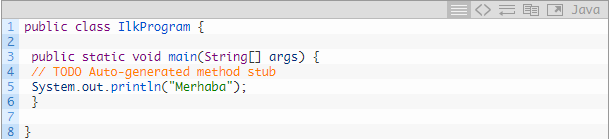 Java
1 public class IlkProgram {
2
3 public static void main(String[] args) {
4 // TODO Auto-generated method stub
5 System.out.println("Merhaba");
6 }
7
8 }